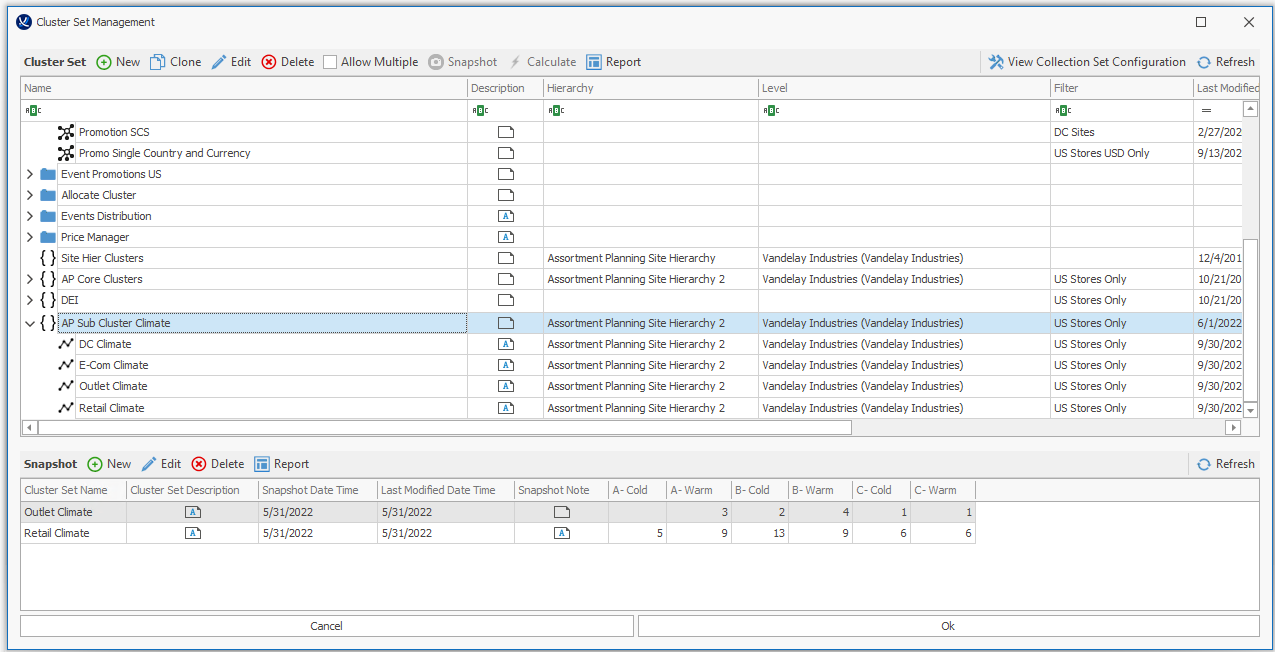 Cluster Set Management
Cluster Set New Clone Edit Delete Allow Multiple Snapshot Calculate Report View Collection Set Configuration Refresh
Name Description Hierarchy Level Filter Last Modified
ABC ABC ABC ABC ABC =
Promotion SCS DC Sites 2/27/202
Promo Single Country and Currency US Stores USD Only 9/13/202
Event Promotions US
Allocate Cluster
Events Distribution A
Price Manager A
{ } Site Hier Clusters Assortment Planning Site Hierarchy Vandelay Industries (Vandelay Industries) 12/4/201
{ } AP Core Clusters Assortment Planning Site Hierarchy 2 Vandelay Industries (Vandelay Industries) US Stores Only 10/21/20
{ } DEI US Stores Only 10/21/20
{ } AP Sub Cluster Climate Assortment Planning Site Hierarchy 2 Vandelay Industries (Vandelay Industries) US Stores Only 6/1/2022
DC Climate A Assortment Planning Site Hierarchy 2 Vandelay Industries (Vandelay Industries) US Stores Only 9/30/202
E-Com Climate A Assortment Planning Site Hierarchy 2 Vandelay Industries (Vandelay Industries) US Stores Only 9/30/202
Outlet Climate A Assortment Planning Site Hierarchy 2 Vandelay Industries (Vandelay Industries) US Stores Only 9/30/202
Retail Climate A Assortment Planning Site Hierarchy 2 Vandelay Industries (Vandelay Industries) US Stores Only 9/30/202
Snapshot New Edit Delete Report Refresh
Cluster Set Name Cluster Set Description Snapshot Date Time Last Modified Date Time Snapshot Note A- Cold A- Warm B- Cold B- Warm C- Cold C- Warm
Outlet Climate A 5/31/2022 5/31/2022 3 2 4 1 1
Retail Climate A 5/31/2022 5/31/2022 A 5 9 13 9 6 6
Cancel Ok